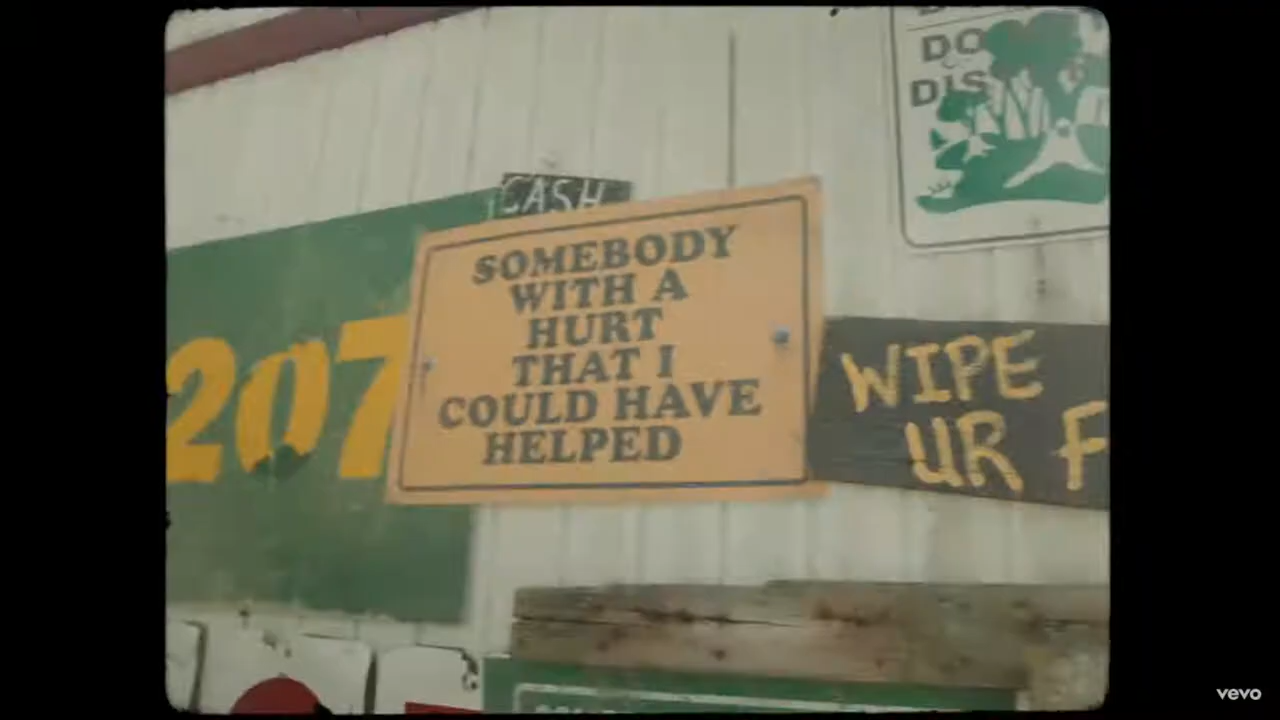 DO
DIS
CASH
SOMEBODY
WITH A
HURT
THAT I
COULD HAVE
HELPED
207
WIPE
UR F
vevo